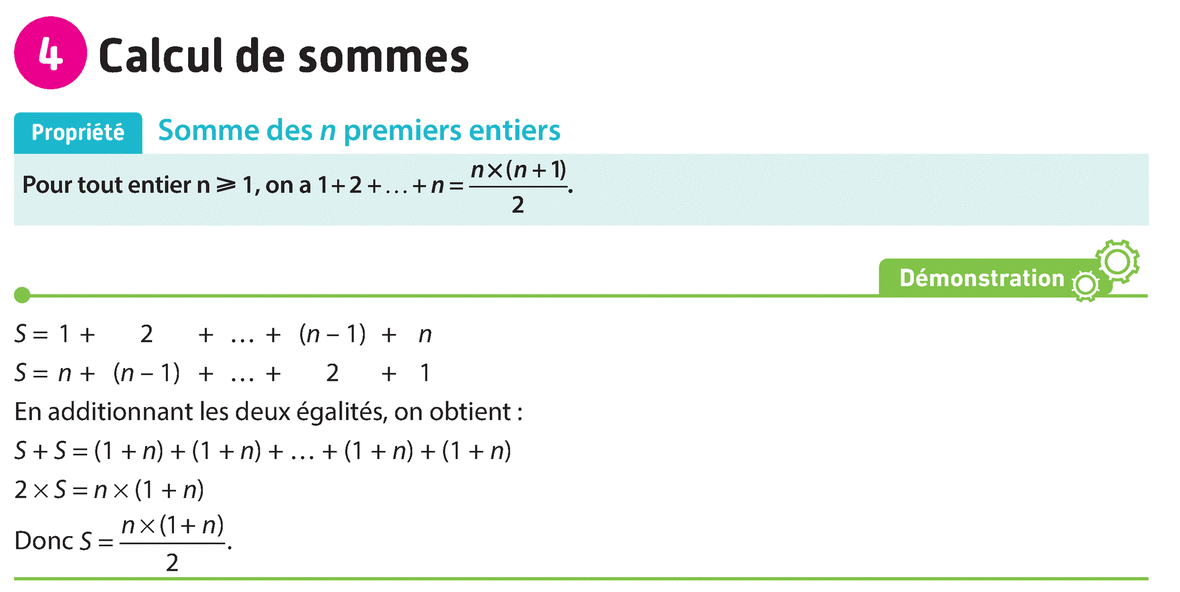 4 Calcul de sommes
Propriété Somme des n premiers entiers
Pour tout entier n ⩾ 1, on a 1+2+…+n = n×(n+1)/2.
Démonstration
S = 1 + 2 + … + (n – 1) + n
S = n + (n – 1) + … + 2 + 1
En additionnant les deux égalités, on obtient :
S + S = (1 + n) + (1 + n) + … + (1 + n) + (1 + n)
2 × S = n × (1 + n)
Donc S = n×(1+n)/2.